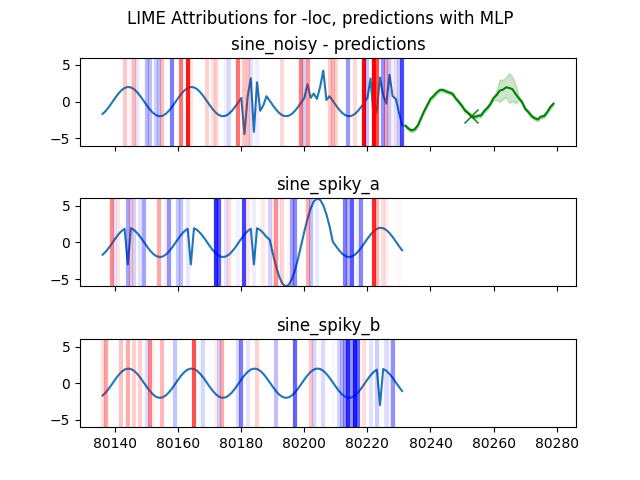 LIME Attributions for -loc, predictions with MLP
sine_noisy - predictions
5
0
−5
sine_spiky_a
5
0
−5
sine_spiky_b
5
0
−5
80140 80160 80180 80200 80220 80240 80260 80280